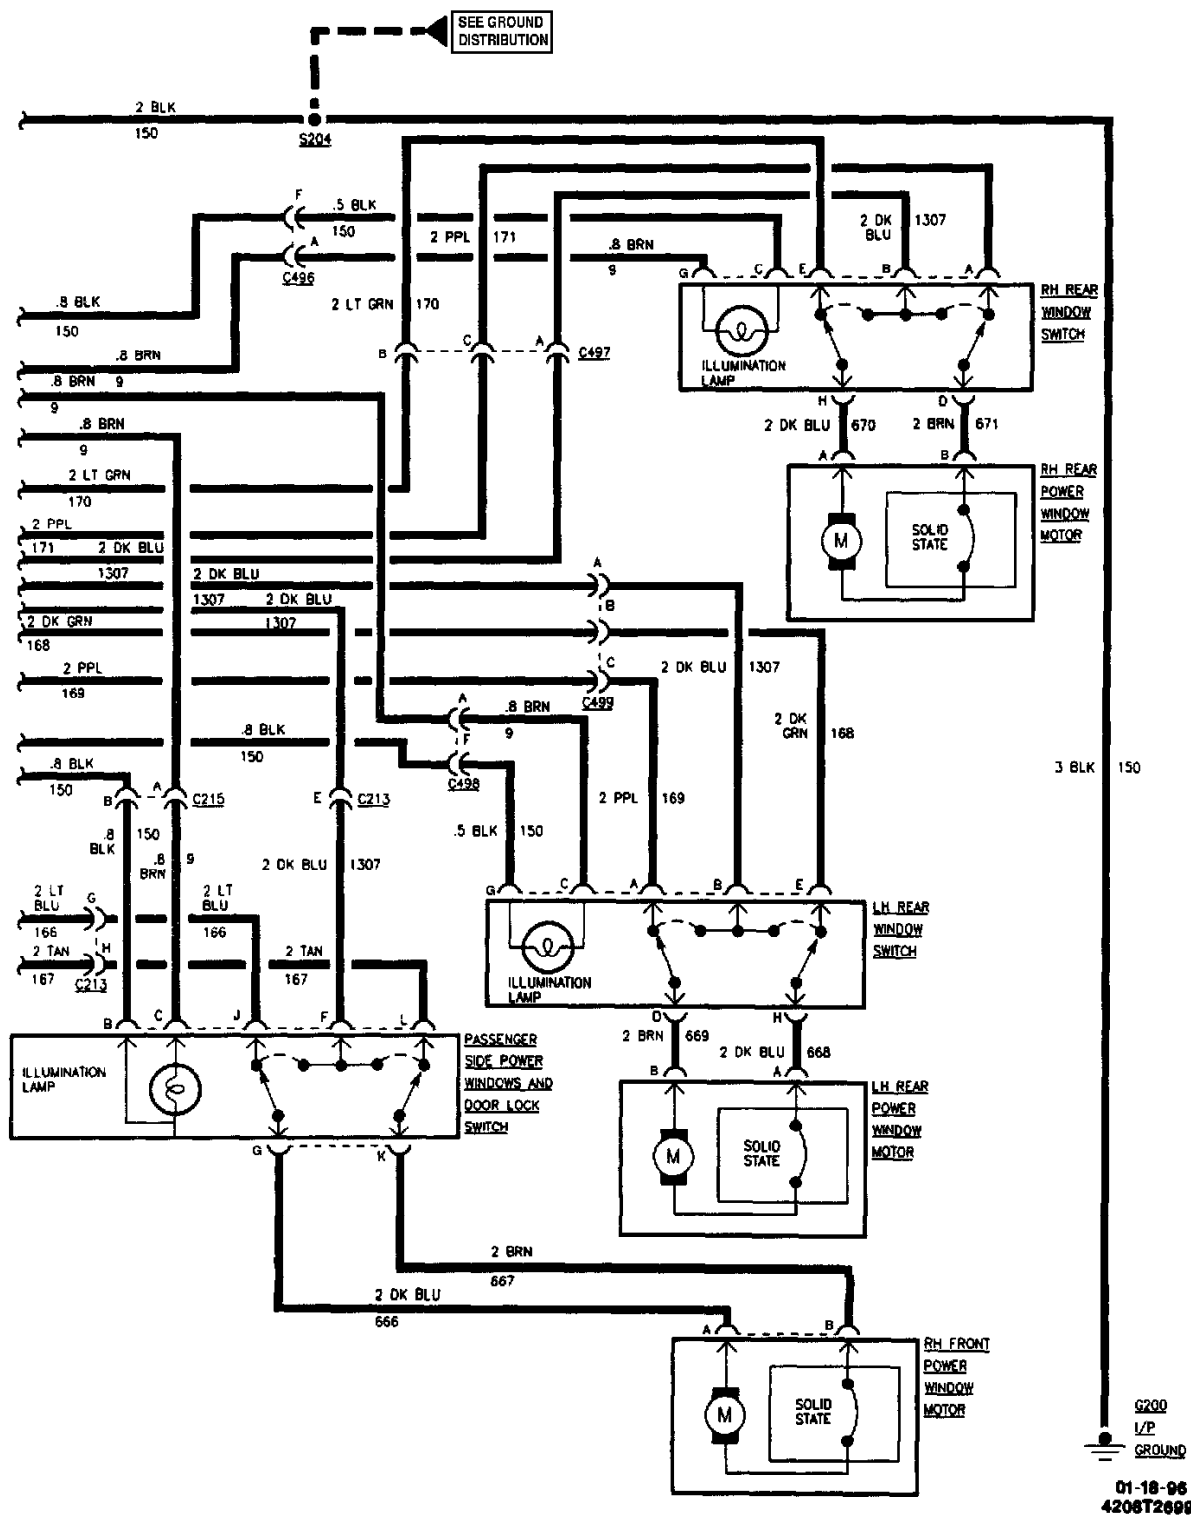 SEE GROUND
DISTRIBUTION
2 BLK
150
S204
F
.5 BLK
150
2 PPL
171
2 DK
BLU
1307
A
C496
.8 BRN
9
G
C
E
B
A
.8 BLK
150
2 LT GRN
170
RH REAR
WINDOW
SWITCH
ILLUMINATION
LAMP
.8 BRN
9
B
C
A
C497
.8 BRN
9
H
D
2 DK BLU
670
2 BRN
671
.8 BRN
9
A
B
2 LT GRN
170
RH REAR
POWER
WINDOW
MOTOR
M
SOLID
STATE
2 PPL
171
2 DK BLU
1307
2 DK BLU
1307
A
2 DK BLU
1307
B
2 DK GRN
168
2 PPL
169
C
C499
2 DK BLU
1307
A
.8 BRN
9
2 DK
GRN
168
.8 BLK
150
F
C498
.8 BLK
150
3 BLK
150
B
A
C215
E
C213
2 PPL
169
.5 BLK
150
.8
BLK
150
.8
BRN
9
2 DK BLU
1307
G
C
A
B
E
2 LT
BLU
166
G
2 LT
BLU
166
LH REAR
WINDOW
SWITCH
2 TAN
167
H
C213
2 TAN
167
ILLUMINATION
LAMP
B
C
J
F
L
D
H
2 BRN
669
2 DK BLU
668
PASSENGER
SIDE POWER
WINDOWS AND
DOOR LOCK
SWITCH
ILLUMINATION
LAMP
B
A
LH REAR
POWER
WINDOW
MOTOR
M
SOLID
STATE
G
K
2 BRN
667
2 DK BLU
666
A
B
RH FRONT
POWER
WINDOW
MOTOR
M
SOLID
STATE
G200
I/P
GROUND
01-18-96
4206T2699